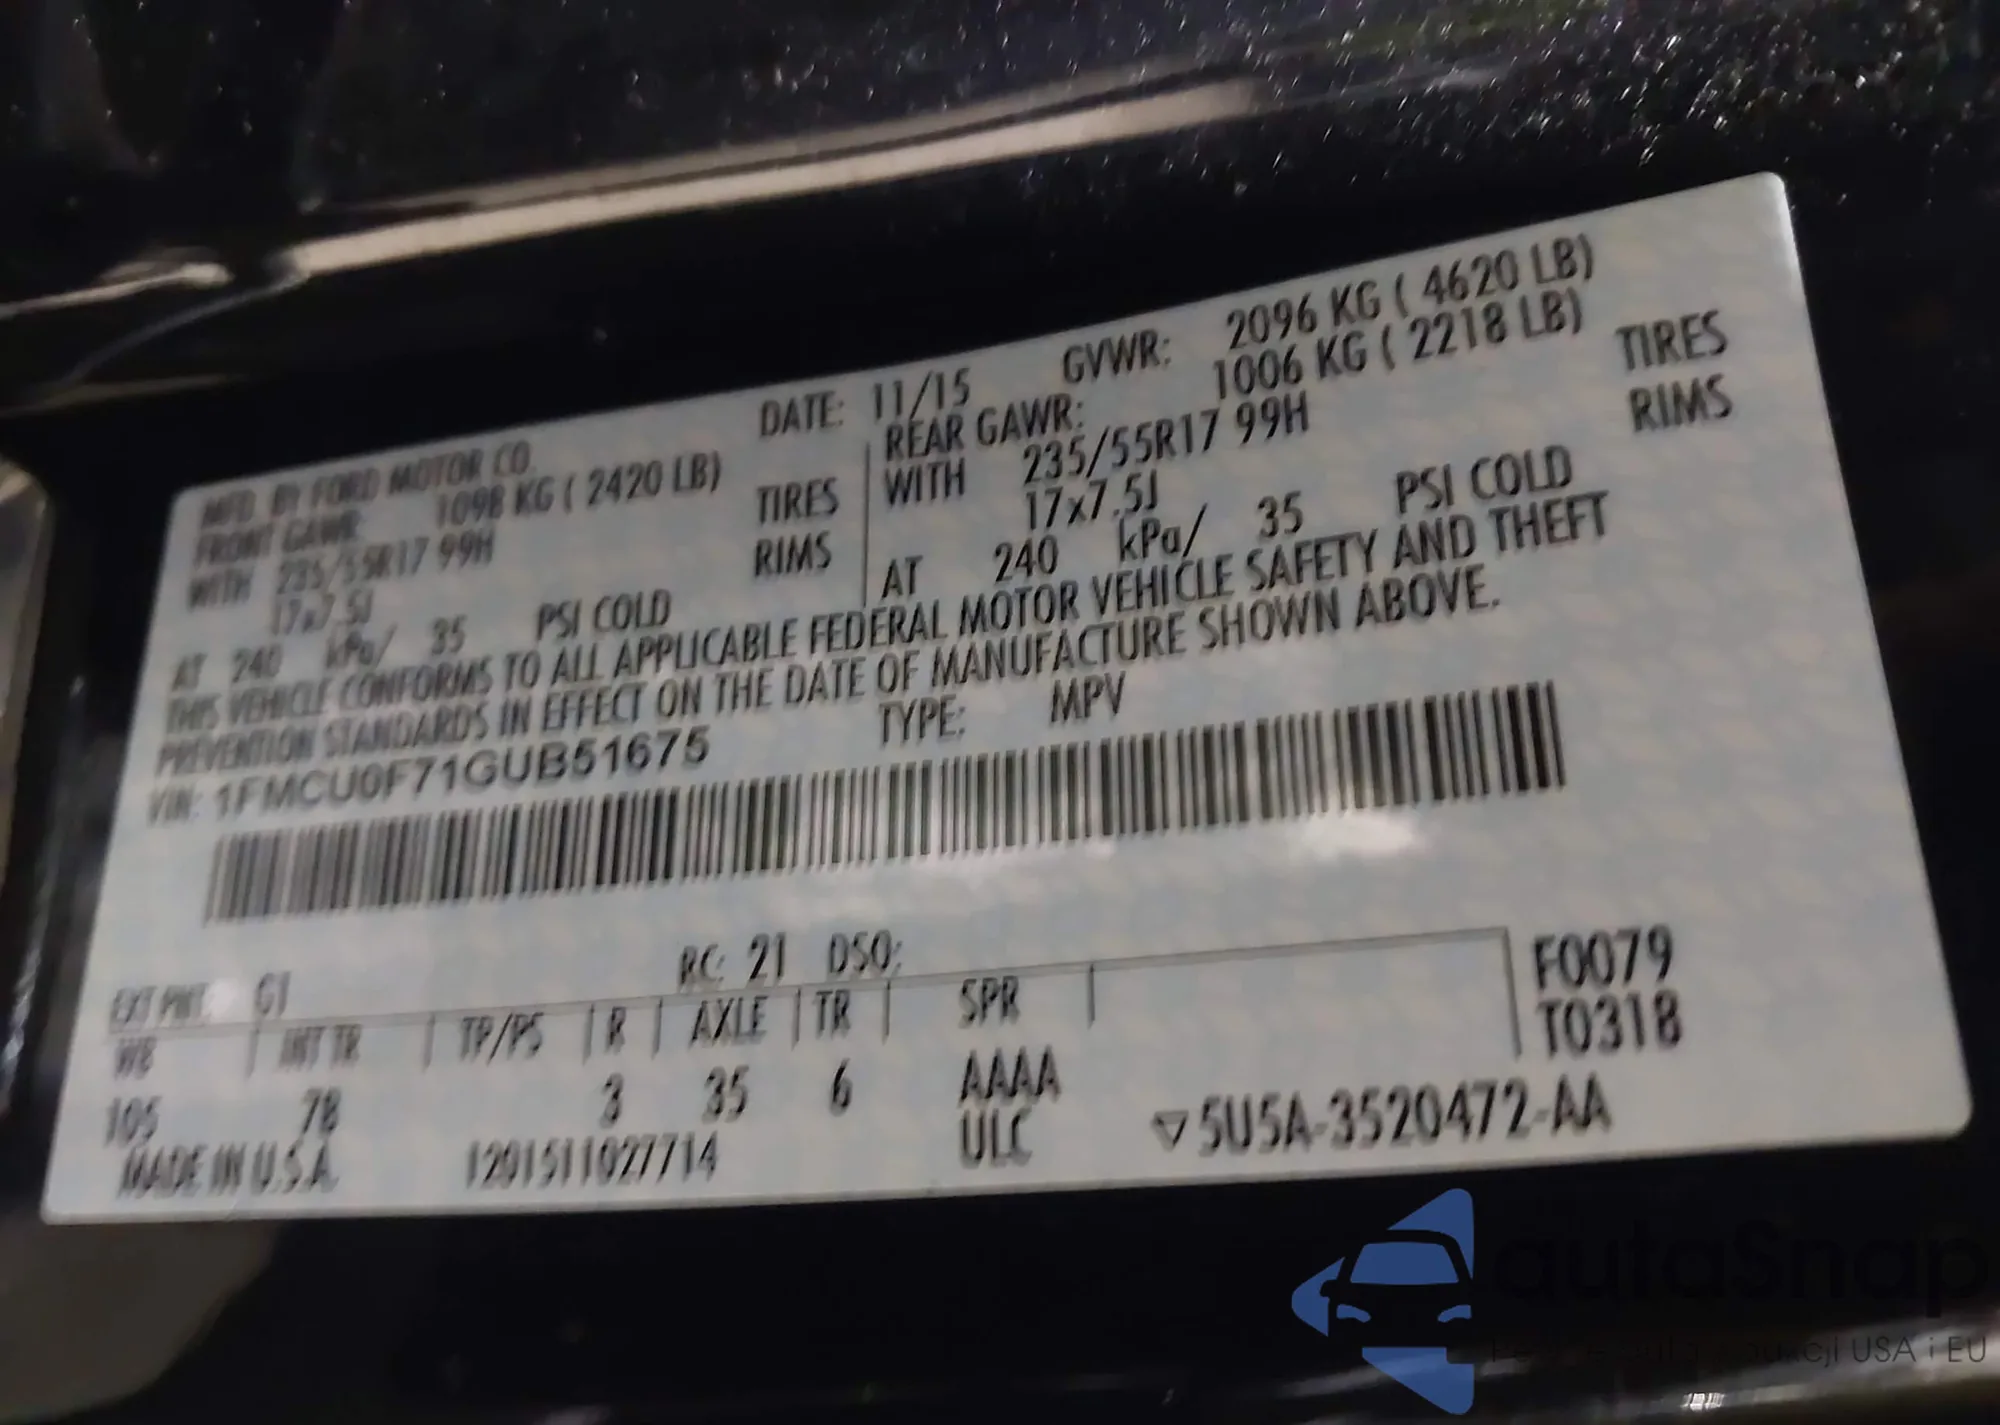 MFD. BY FORD MOTOR CO. DATE: 11/15 GVWR: 2096 KG ( 4620 LB)
FRONT GAWR: 1098 KG ( 2420 LB) REAR GAWR: 1006 KG ( 2218 LB)
WITH 235/55R17 99H TIRES WITH 235/55R17 99H TIRES
17x7.5J RIMS 17x7.5J RIMS
AT 240 kPa/ 35 PSI COLD AT 240 kPa/ 35 PSI COLD
THIS VEHICLE CONFORMS TO ALL APPLICABLE FEDERAL MOTOR VEHICLE SAFETY AND THEFT
PREVENTION STANDARDS IN EFFECT ON THE DATE OF MANUFACTURE SHOWN ABOVE.
VIN: 1FMCU0F71GUB51675 TYPE: MPV
EXT PNT: G1 RC: 21 DSO: F0079
WB INT TR TP/PS R AXLE TR SPR T0318
105 78 3 35 6 AAAA
ULC ▽5U5A-3520472-AA
MADE IN U.S.A. 1201511027714
autoSnap
USA i EU